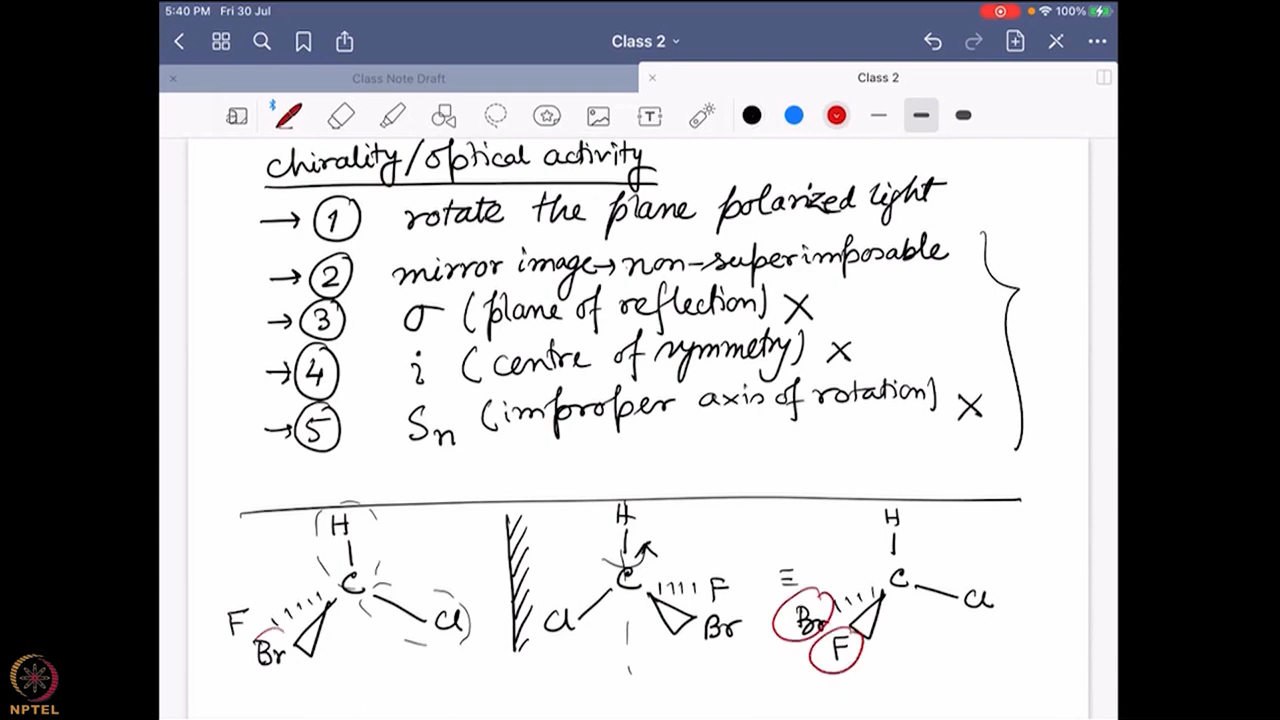 5:40 PM Fri 30 Jul
100%
Class 2
Class Note Draft
Class 2
T
chirality/optical activity
→ 1 rotate the plane polarized light
→ 2 mirror image → non-superimposable
→ 3 σ (plane of reflection) X
→ 4 i (centre of symmetry) X
→ 5 Sn (improper axis of rotation) X
H H H
C C C
F Cl F ≡ Cl
Br Cl Br Br F
NPTEL